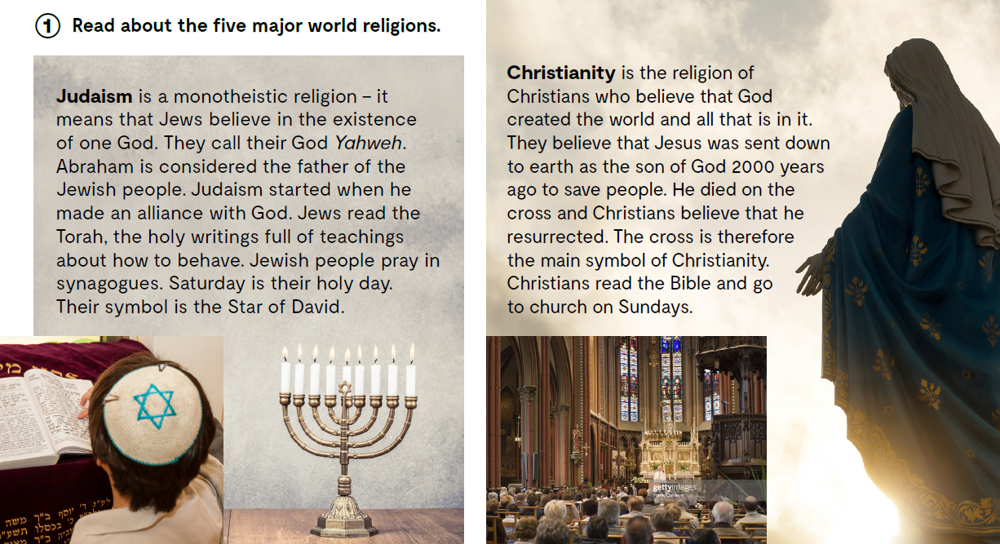 1 Read about the five major world religions.
Judaism is a monotheistic religion – it
means that Jews believe in the existence
of one God. They call their God Yahweh.
Abraham is considered the father of the
Jewish people. Judaism started when he
made an alliance with God. Jews read the
Torah, the holy writings full of teachings
about how to behave. Jewish people pray in
synagogues. Saturday is their holy day.
Their symbol is the Star of David.
Christianity is the religion of
Christians who believe that God
created the world and all that is in it.
They believe that Jesus was sent down
to earth as the son of God 2000 years
ago to save people. He died on the
cross and Christians believe that he
resurrected. The cross is therefore
the main symbol of Christianity.
Christians read the Bible and go
to church on Sundays.
gettyimages